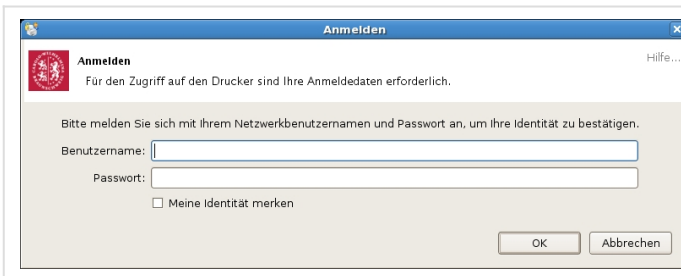 Anmelden
Anmelden
Hilfe...
Für den Zugriff auf den Drucker sind Ihre Anmeldedaten erforderlich.
Bitte melden Sie sich mit Ihrem Netzwerkbenutzernamen und Passwort an, um Ihre Identität zu bestätigen.
Benutzername:
Passwort:
Meine Identität merken
OK
Abbrechen